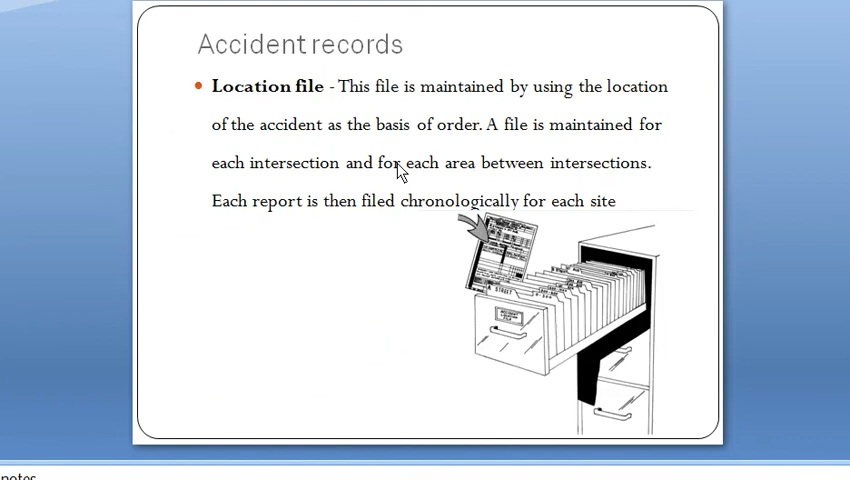 Accident records
Location file - This file is maintained by using the location
of the accident as the basis of order. A file is maintained for
each intersection and for each area between intersections.
Each report is then filed chronologically for each site
A STREET
notes